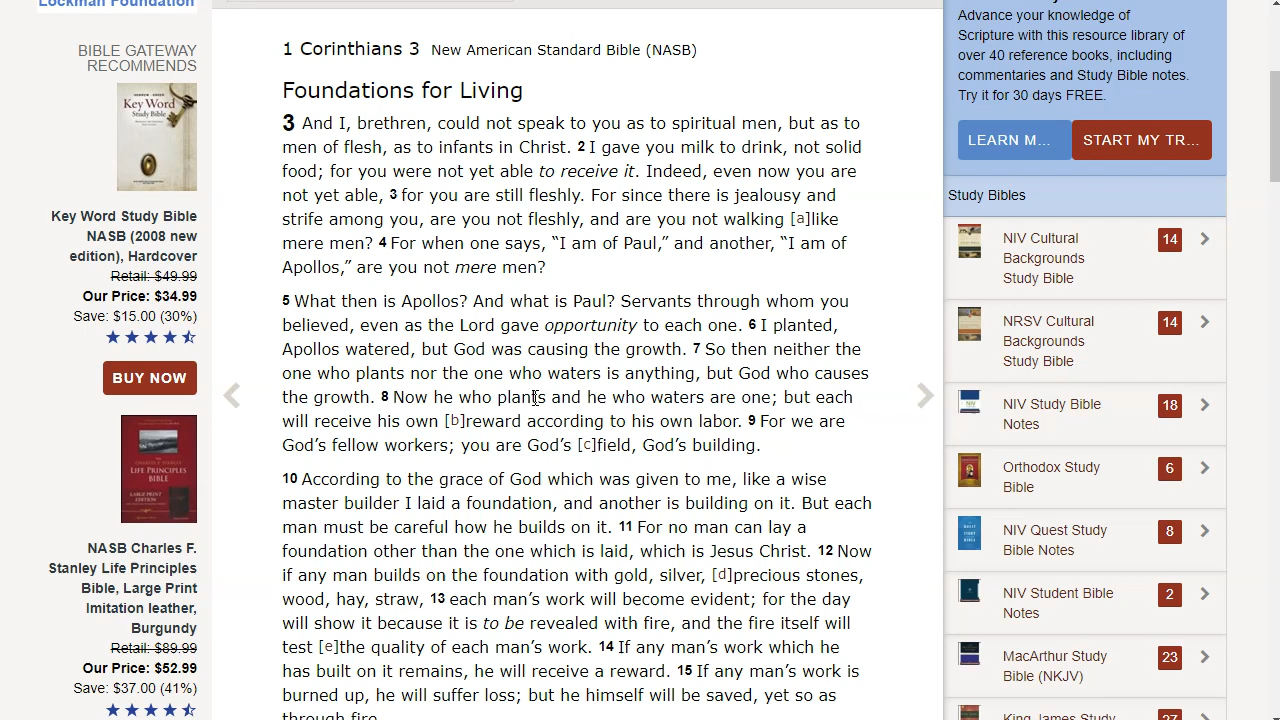 Lockman Foundation
BIBLE GATEWAY
RECOMMENDS
Key Word
Study Bible
Key Word Study Bible
NASB (2008 new
edition), Hardcover
Retail: $49.99
Our Price: $34.99
Save: $15.00 (30%)
BUY NOW
LIFE PRINCIPLES
BIBLE
NASB Charles F.
Stanley Life Principles
Bible, Large Print
Imitation leather,
Burgundy
Retail: $89.99
Our Price: $52.99
Save: $37.00 (41%)
1 Corinthians 3 New American Standard Bible (NASB)
Foundations for Living
3 And I, brethren, could not speak to you as to spiritual men, but as to
men of flesh, as to infants in Christ. 2 I gave you milk to drink, not solid
food; for you were not yet able to receive it. Indeed, even now you are
not yet able, 3 for you are still fleshly. For since there is jealousy and
strife among you, are you not fleshly, and are you not walking [a]like
mere men? 4 For when one says, “I am of Paul,” and another, “I am of
Apollos,” are you not mere men?
5 What then is Apollos? And what is Paul? Servants through whom you
believed, even as the Lord gave opportunity to each one. 6 I planted,
Apollos watered, but God was causing the growth. 7 So then neither the
one who plants nor the one who waters is anything, but God who causes
the growth. 8 Now he who plants and he who waters are one; but each
will receive his own [b]reward according to his own labor. 9 For we are
God’s fellow workers; you are God’s [c]field, God’s building.
10 According to the grace of God which was given to me, like a wise
master builder I laid a foundation, and another is building on it. But each
man must be careful how he builds on it. 11 For no man can lay a
foundation other than the one which is laid, which is Jesus Christ. 12 Now
if any man builds on the foundation with gold, silver, [d]precious stones,
wood, hay, straw, 13 each man’s work will become evident; for the day
will show it because it is to be revealed with fire, and the fire itself will
test [e]the quality of each man’s work. 14 If any man’s work which he
has built on it remains, he will receive a reward. 15 If any man’s work is
burned up, he will suffer loss; but he himself will be saved, yet so as
through fire.
Advance your knowledge of
Scripture with this resource library of
over 40 reference books, including
commentaries and Study Bible notes.
Try it for 30 days FREE.
LEARN M... START MY TR...
Study Bibles
NIV Cultural
Backgrounds
Study Bible
14
NRSV Cultural
Backgrounds
Study Bible
14
NIV Study Bible
Notes
18
Orthodox Study
Bible
6
NIV Quest Study
Bible Notes
8
NIV Student Bible
Notes
2
MacArthur Study
Bible (NKJV)
23
King James Study
27